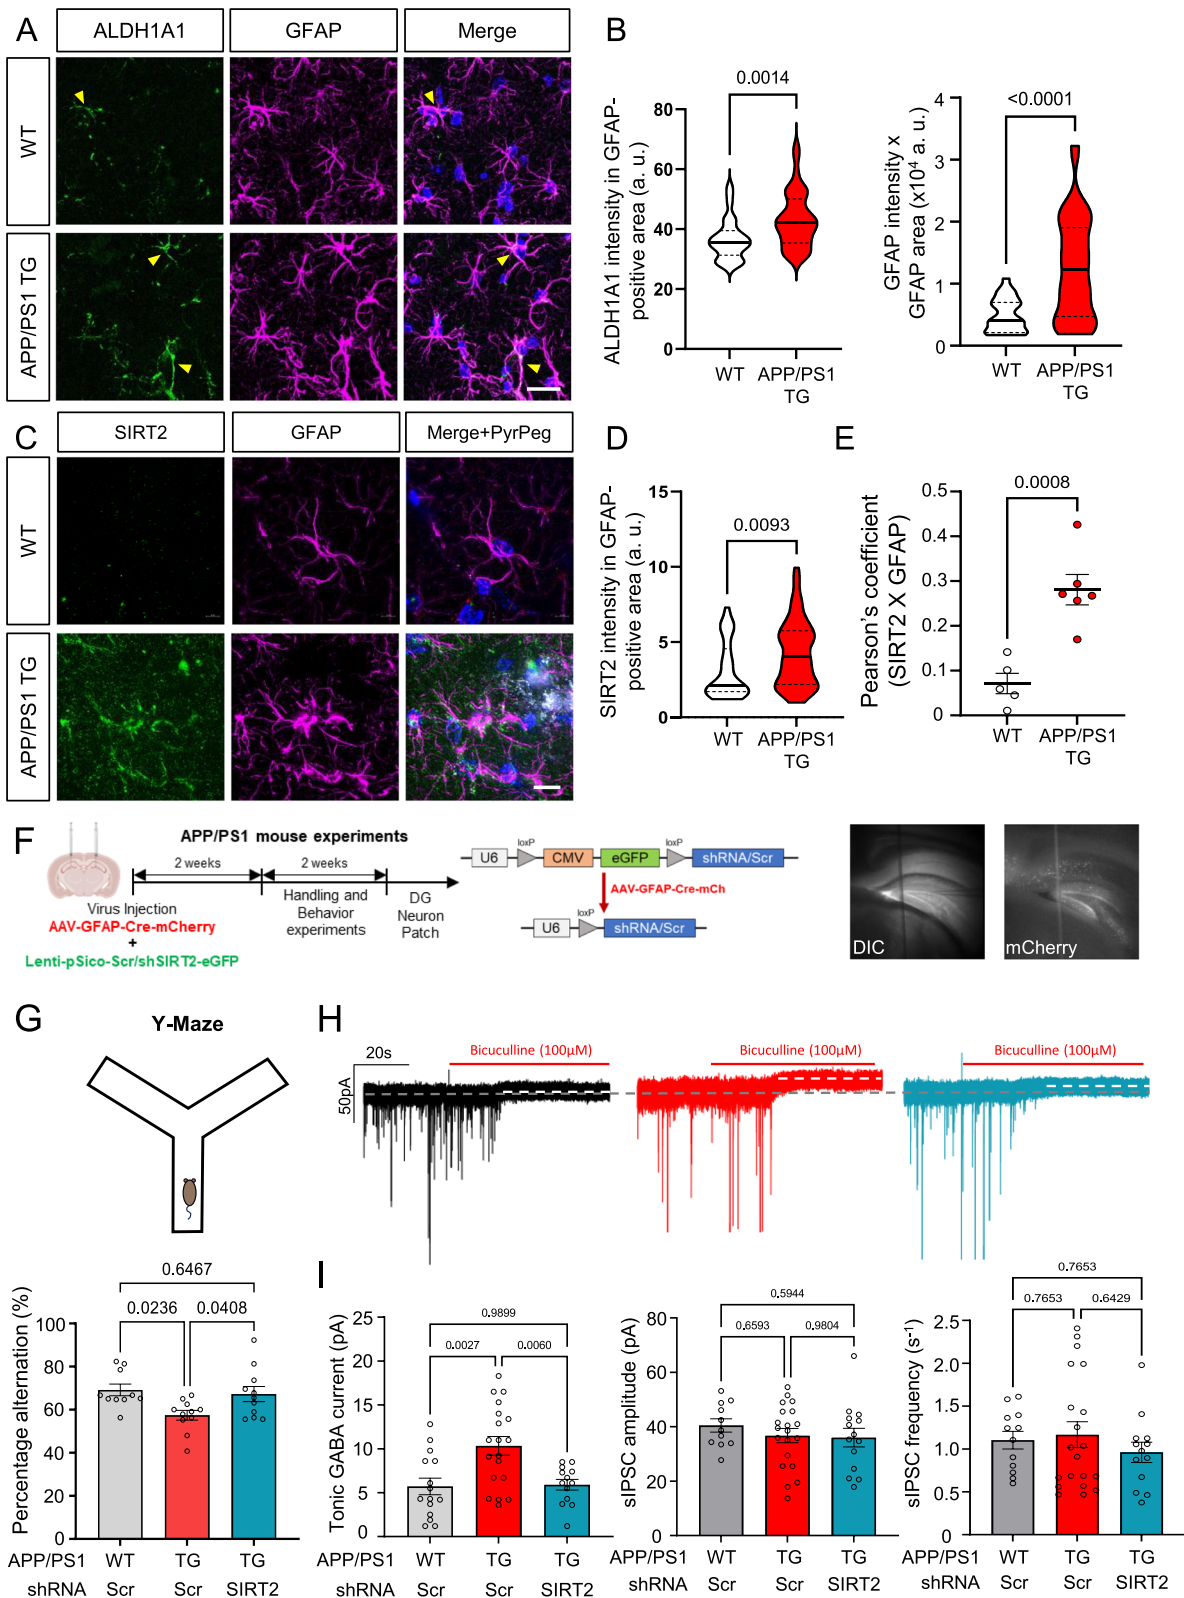 A
ALDH1A1
GFAP
Merge
WT
APP/PS1 TG
B
ALDH1A1 intensity in GFAP-
positive area (a. u.)
80
60
40
20
0
0.0014
WT
APP/PS1
TG
GFAP intensity x
GFAP area (x10⁴ a. u.)
4
3
2
1
0
<0.0001
WT
APP/PS1
TG
C
SIRT2
GFAP
Merge+PyrPeg
WT
APP/PS1 TG
D
SIRT2 intensity in GFAP-
positive area (a. u.)
15
10
5
0
0.0093
WT
APP/PS1
TG
E
Pearson's coefficient
(SIRT2 X GFAP)
0.5
0.4
0.3
0.2
0.1
0
0.0008
WT
APP/PS1
TG
F
APP/PS1 mouse experiments
2 weeks
2 weeks
Virus Injection
AAV-GFAP-Cre-mCherry
+
Lenti-pSico-Scr/shSIRT2-eGFP
Handling and
Behavior
experiments
DG
Neuron
Patch
U6
loxP
CMV
eGFP
loxP
shRNA/Scr
AAV-GFAP-Cre-mCh
U6
loxP
shRNA/Scr
DIC
mCherry
G
Y-Maze
Percentage alternation (%)
100
80
60
40
20
0
0.6467
0.0236
0.0408
APP/PS1 WT TG TG
shRNA Scr Scr SIRT2
H
20s
50pA
Bicuculline (100µM)
Bicuculline (100µM)
Bicuculline (100µM)
I
Tonic GABA current (pA)
25
20
15
10
5
0
0.9899
0.0027
0.0060
APP/PS1 WT TG TG
shRNA Scr Scr SIRT2
sIPSC amplitude (pA)
80
60
40
20
0
0.5944
0.6593
0.9804
APP/PS1 WT TG TG
shRNA Scr Scr SIRT2
sIPSC frequency (s⁻¹)
2.5
2.0
1.5
1.0
0.5
0
0.7653
0.7653
0.6429
APP/PS1 WT TG TG
shRNA Scr Scr SIRT2